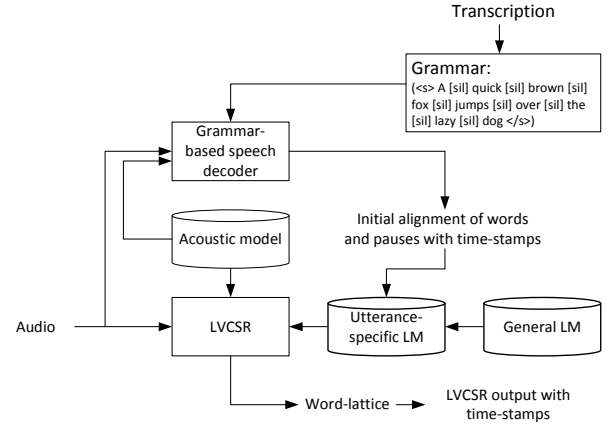 Transcription
Grammar:
(<s> A [sil] quick [sil] brown [sil]
fox [sil] jumps [sil] over [sil] the
[sil] lazy [sil] dog </s>)
Grammar-
based speech
decoder
Initial alignment of words
and pauses with time-stamps
Acoustic model
Audio
LVCSR
Utterance-
specific LM
General LM
Word-lattice
LVCSR output with
time-stamps